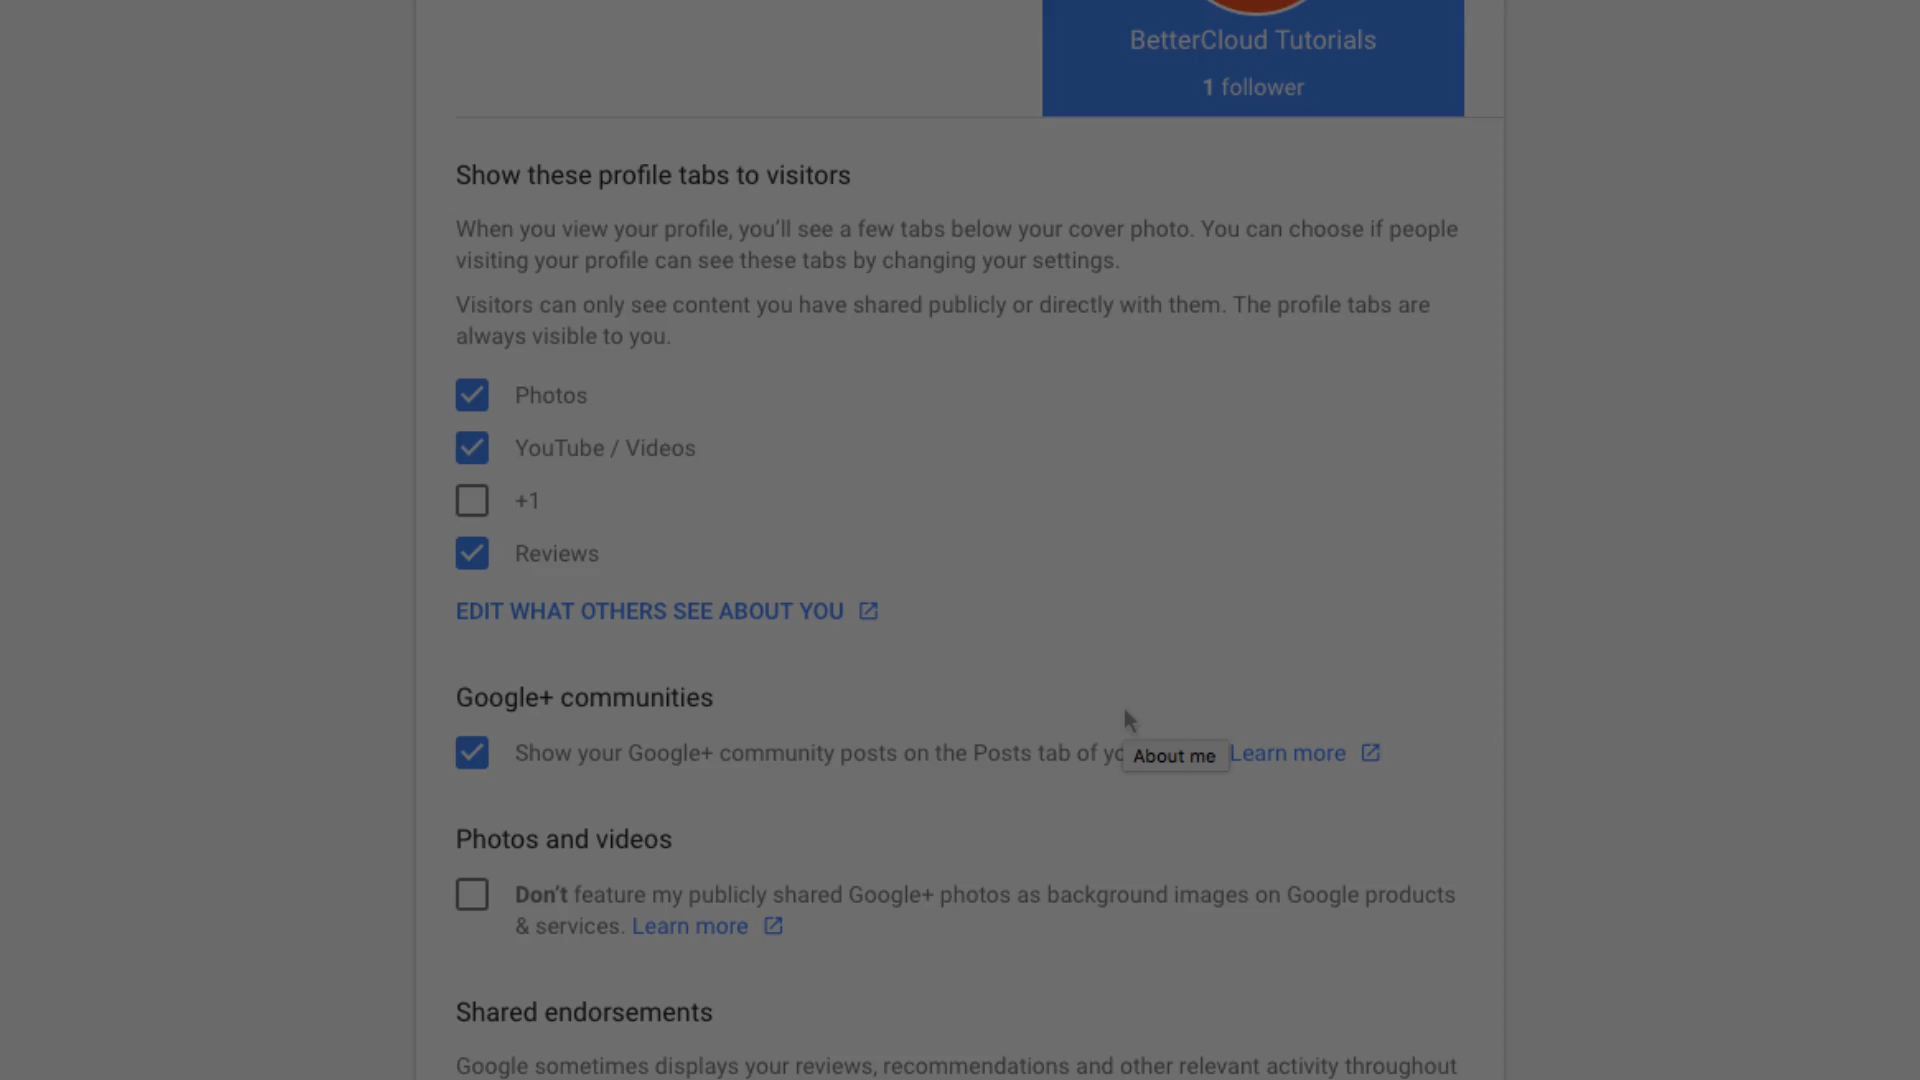 BetterCloud Tutorials
1 follower
Show these profile tabs to visitors
When you view your profile, you'll see a few tabs below your cover photo. You can choose if people
visiting your profile can see these tabs by changing your settings.
Visitors can only see content you have shared publicly or directly with them. The profile tabs are
always visible to you.
Photos
YouTube / Videos
+1
Reviews
EDIT WHAT OTHERS SEE ABOUT YOU
Google+ communities
Show your Google+ community posts on the Posts tab of yo About me Learn more
Photos and videos
Don't feature my publicly shared Google+ photos as background images on Google products
& services. Learn more
Shared endorsements
Google sometimes displays your reviews, recommendations and other relevant activity throughout